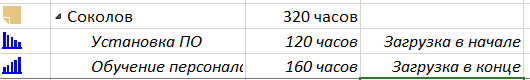 Соколов 320 часов
Установка ПО 120 часов Загрузка в начале
Обучение персонала 160 часов Загрузка в конце